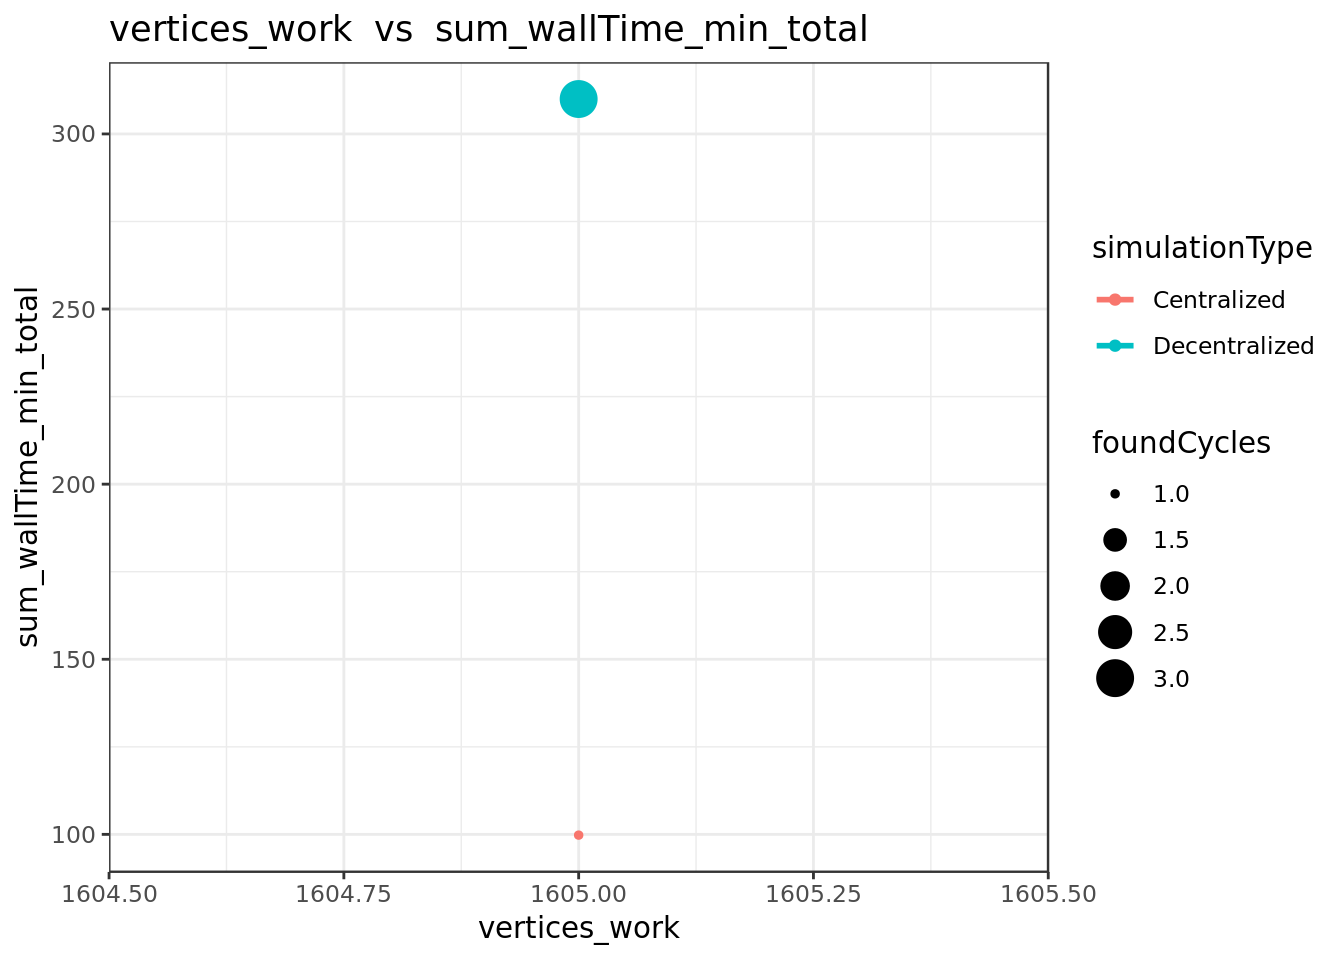 vertices_work  vs  sum_wallTime_min_total
sum_wallTime_min_total
300
250
200
150
100
1604.50
1604.75
1605.00
1605.25
1605.50
vertices_work
simulationType
Centralized
Decentralized
foundCycles
1.0
1.5
2.0
2.5
3.0